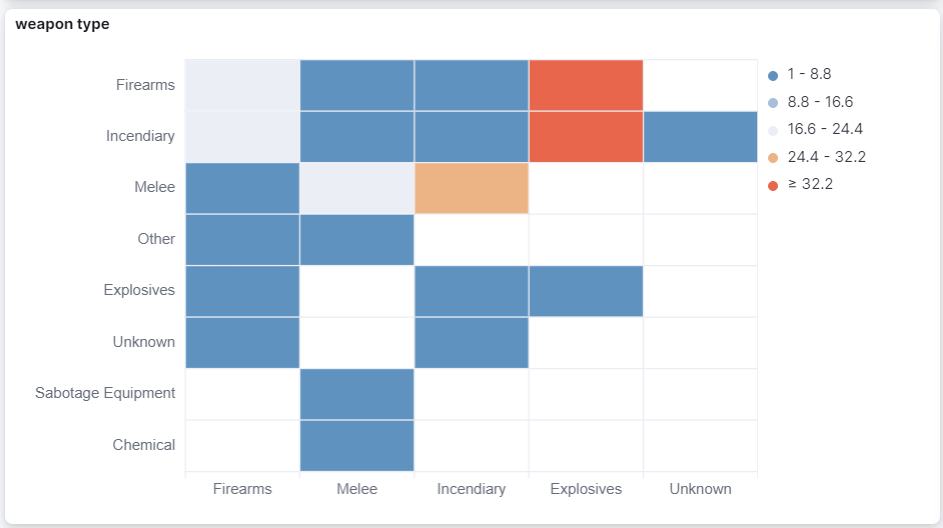 weapon type
Firearms
Incendiary
Melee
Other
Explosives
Unknown
Sabotage Equipment
Chemical
Firearms
Melee
Incendiary
Explosives
Unknown
1 - 8.8
8.8 - 16.6
16.6 - 24.4
24.4 - 32.2
≥ 32.2